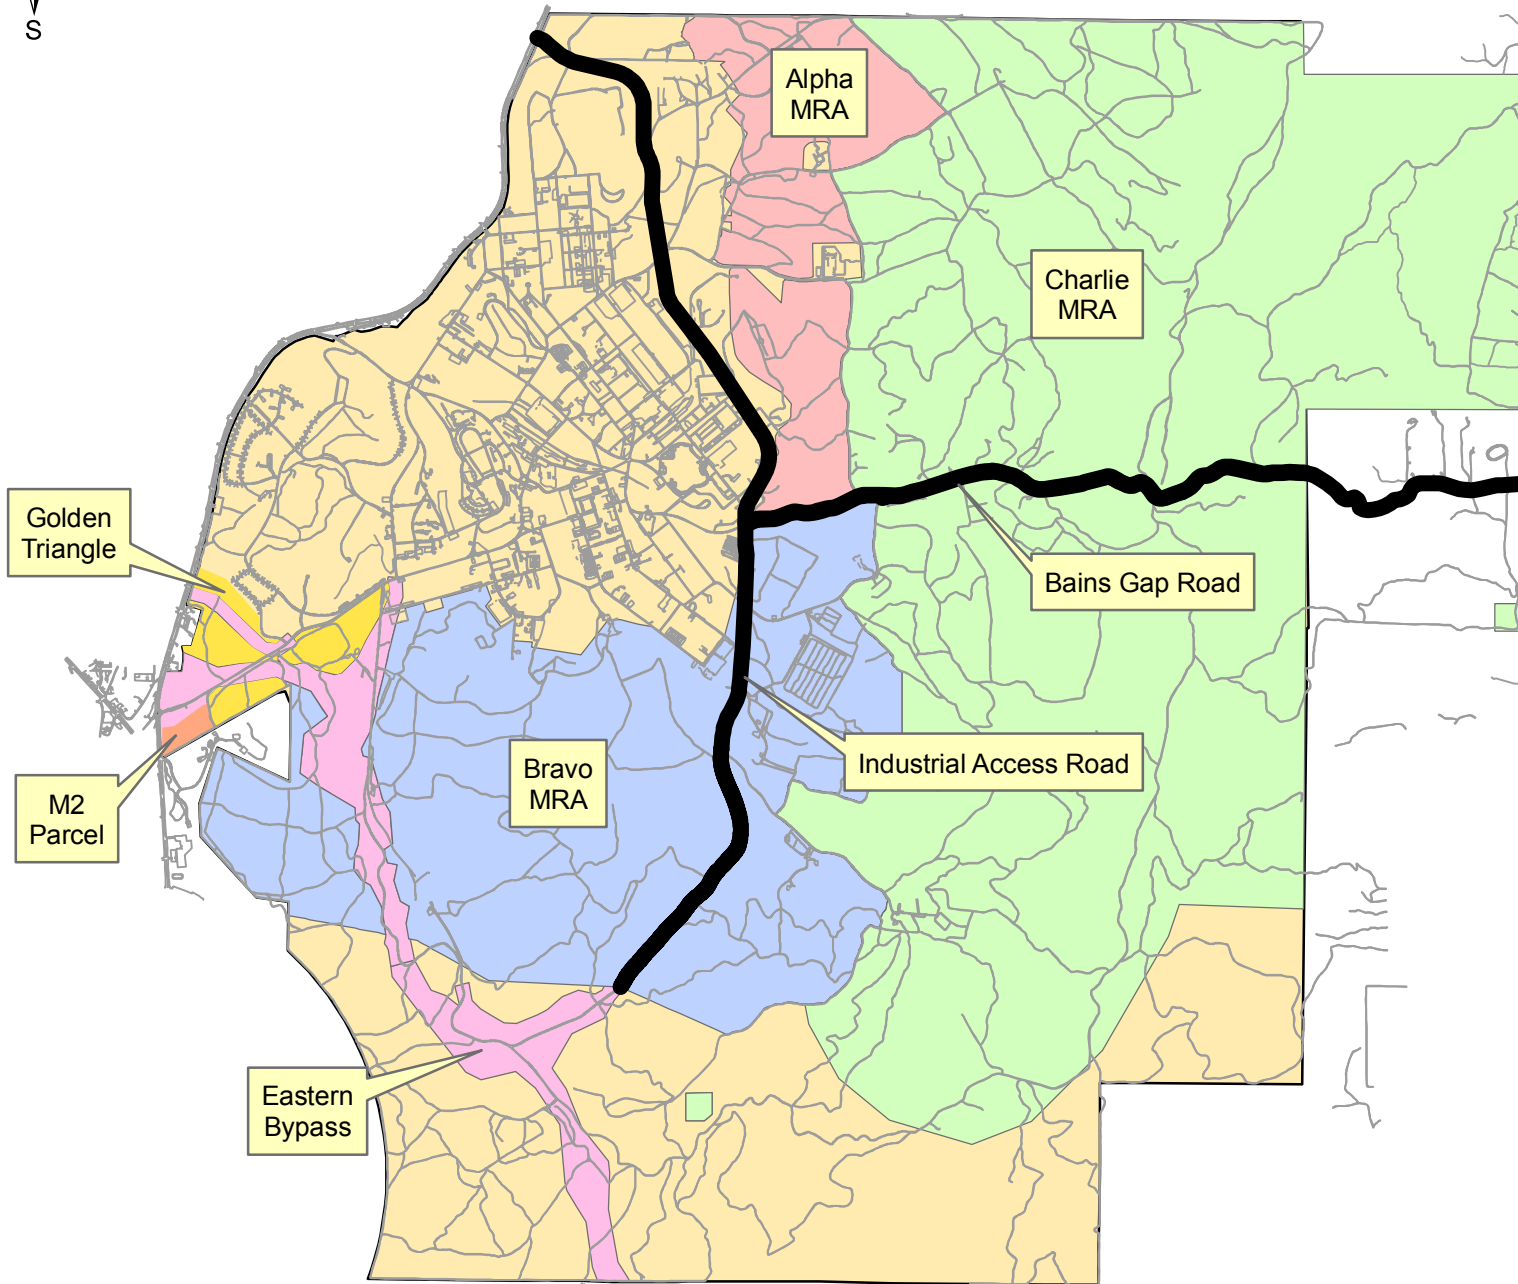 S
Alpha
MRA
Charlie
MRA
Golden
Triangle
Bains Gap Road
Bravo
MRA
Industrial Access Road
M2
Parcel
Eastern
Bypass